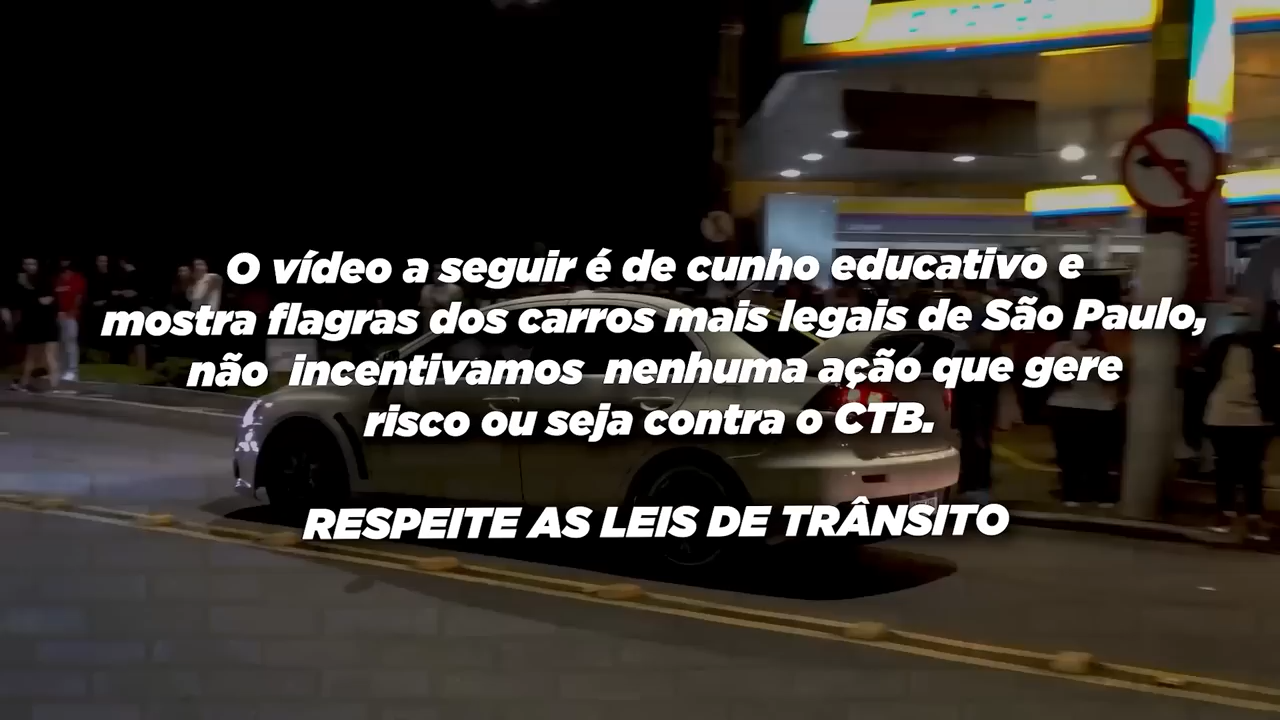 O vídeo a seguir é de cunho educativo e
mostra flagras dos carros mais legais de São Paulo,
não incentivamos nenhuma ação que gere
risco ou seja contra o CTB.
RESPEITE AS LEIS DE TRÂNSITO